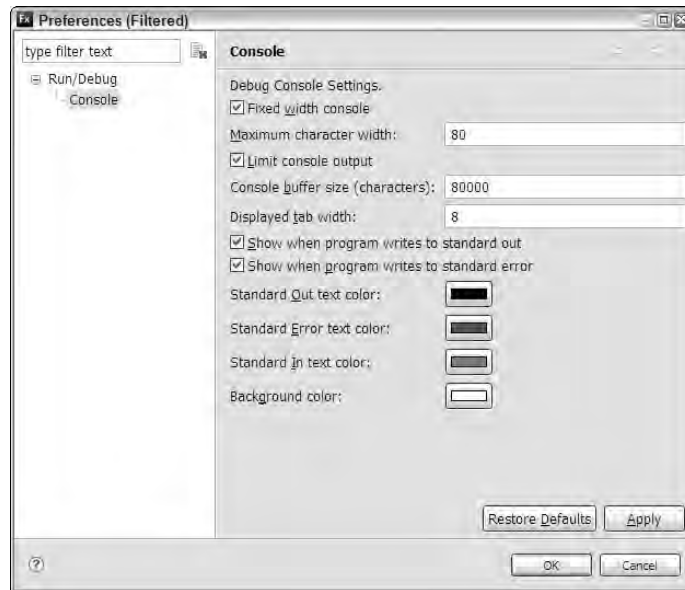 Fx Preferences (Filtered)
type filter text
Run/Debug
Console
Console
Debug Console Settings.
Fixed width console
Maximum character width: 80
Limit console output
Console buffer size (characters): 80000
Displayed tab width: 8
Show when program writes to standard out
Show when program writes to standard error
Standard Out text color:
Standard Error text color:
Standard In text color:
Background color:
Restore Defaults Apply
? OK Cancel